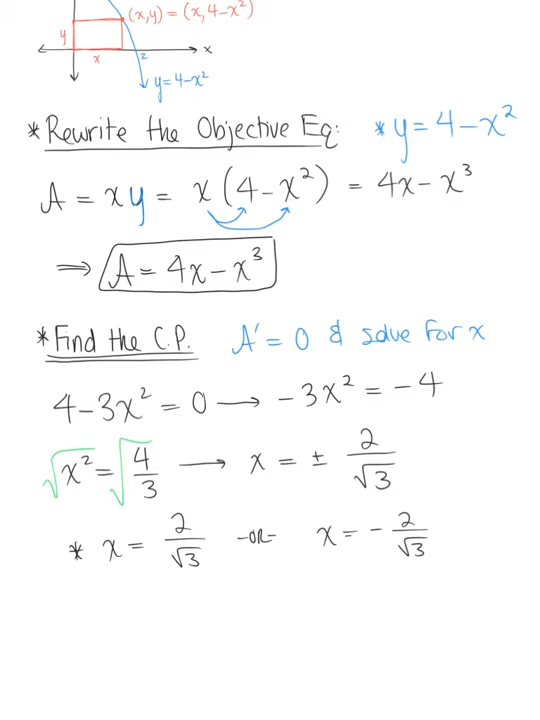 (x,y) = (x, 4-x²)
y
x
2
x
y = 4-x²
*Rewrite the Objective Eq: *y = 4-x²
A = xy = x(4-x²) = 4x-x³
⟹ A = 4x-x³
*Find the C.P. A' = 0 & solve for x
4-3x² = 0 ⟶ -3x² = -4
√x² = √4/3 ⟶ x = ± 2/√3
* x = 2/√3 -OR- x = - 2/√3